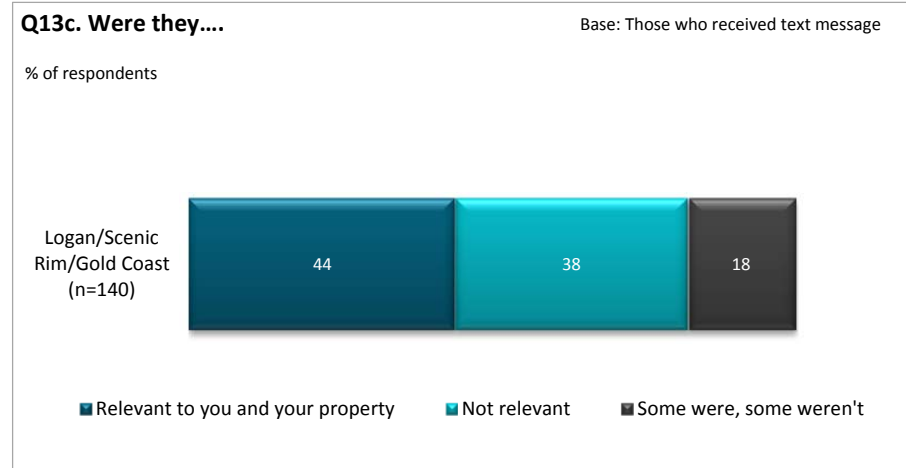 Q13c. Were they….
Base: Those who received text message
% of respondents
Logan/Scenic
Rim/Gold Coast
(n=140)
44
38
18
Relevant to you and your property
Not relevant
Some were, some weren't